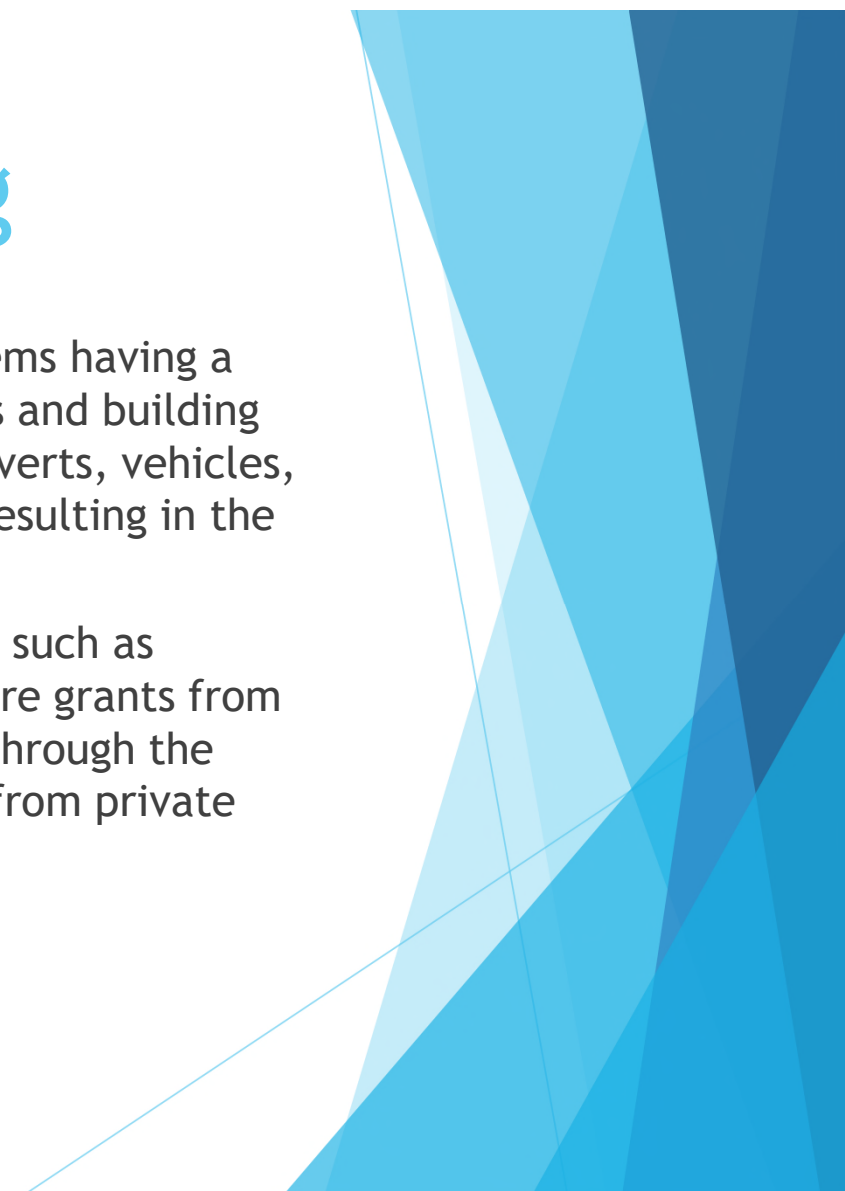 g
ems having a
s and building
verts, vehicles,
esulting in the
such as
re grants from
hrough the
from private